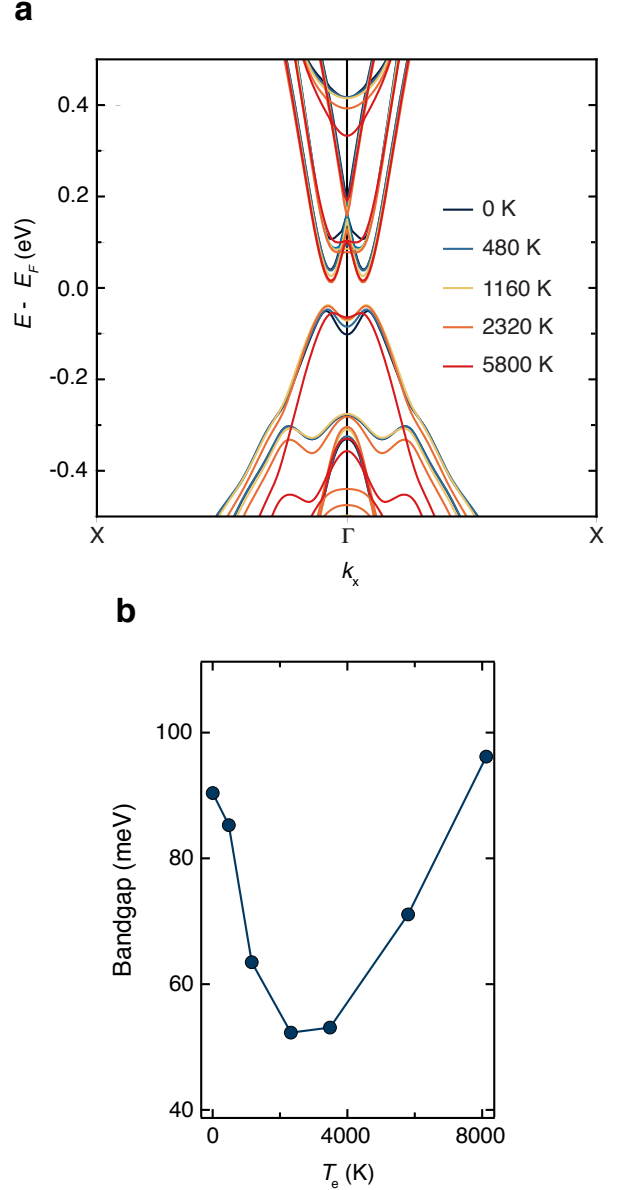 a
0.4
0.2
0.0
-0.2
-0.4
E - E_F (eV)
0 K
480 K
1160 K
2320 K
5800 K
X
Γ
X
k_x
b
100
80
60
40
Bandgap (meV)
0
4000
8000
T_e (K)